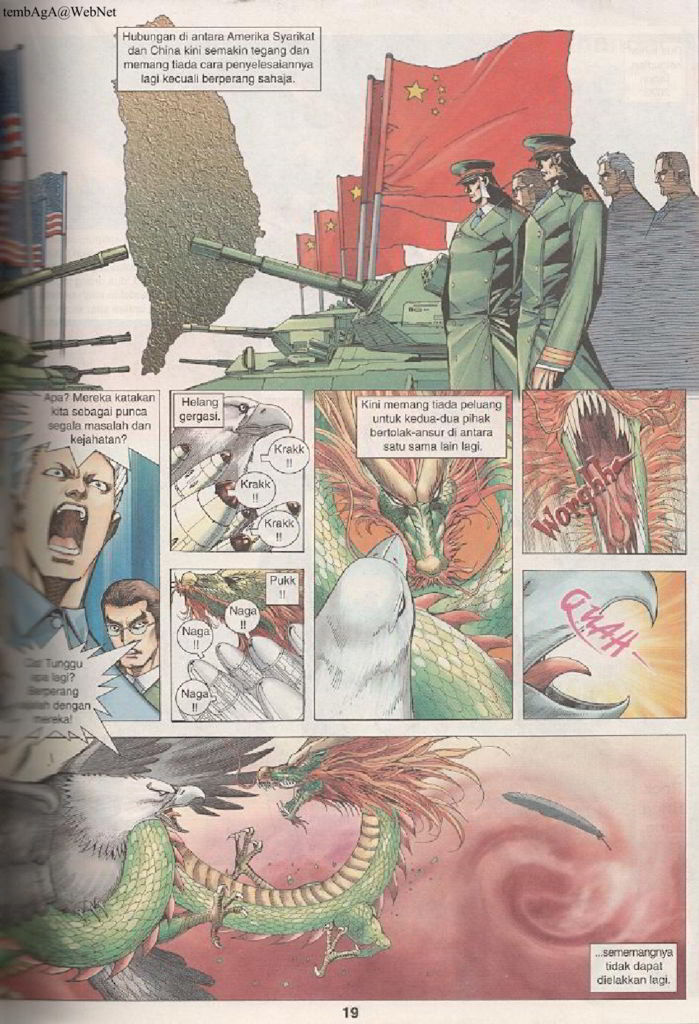 tembAgA@WebNet
Hubungan di antara Amerika Syarikat
dan China kini semakin tegang dan
memang tiada cara penyelesaiannya
lagi kecuali berperang sahaja.
Apa? Mereka katakan
kita sebagai punca
segala masalah dan
kejahatan?
Tunggu
apa lagi?
Berperang
dengan
mereka!
Helang
gergasi.
Krakk
!!
Krakk
!!
Krakk
!!
Pukk
!!
Naga
!!
Naga
!!
Naga
!!
Kini memang tiada peluang
untuk kedua-dua pihak
bertolak-ansur di antara
satu sama lain lagi.
Worghhh
QUAH
...sememangnya
tidak dapat
dielakkan lagi.
19